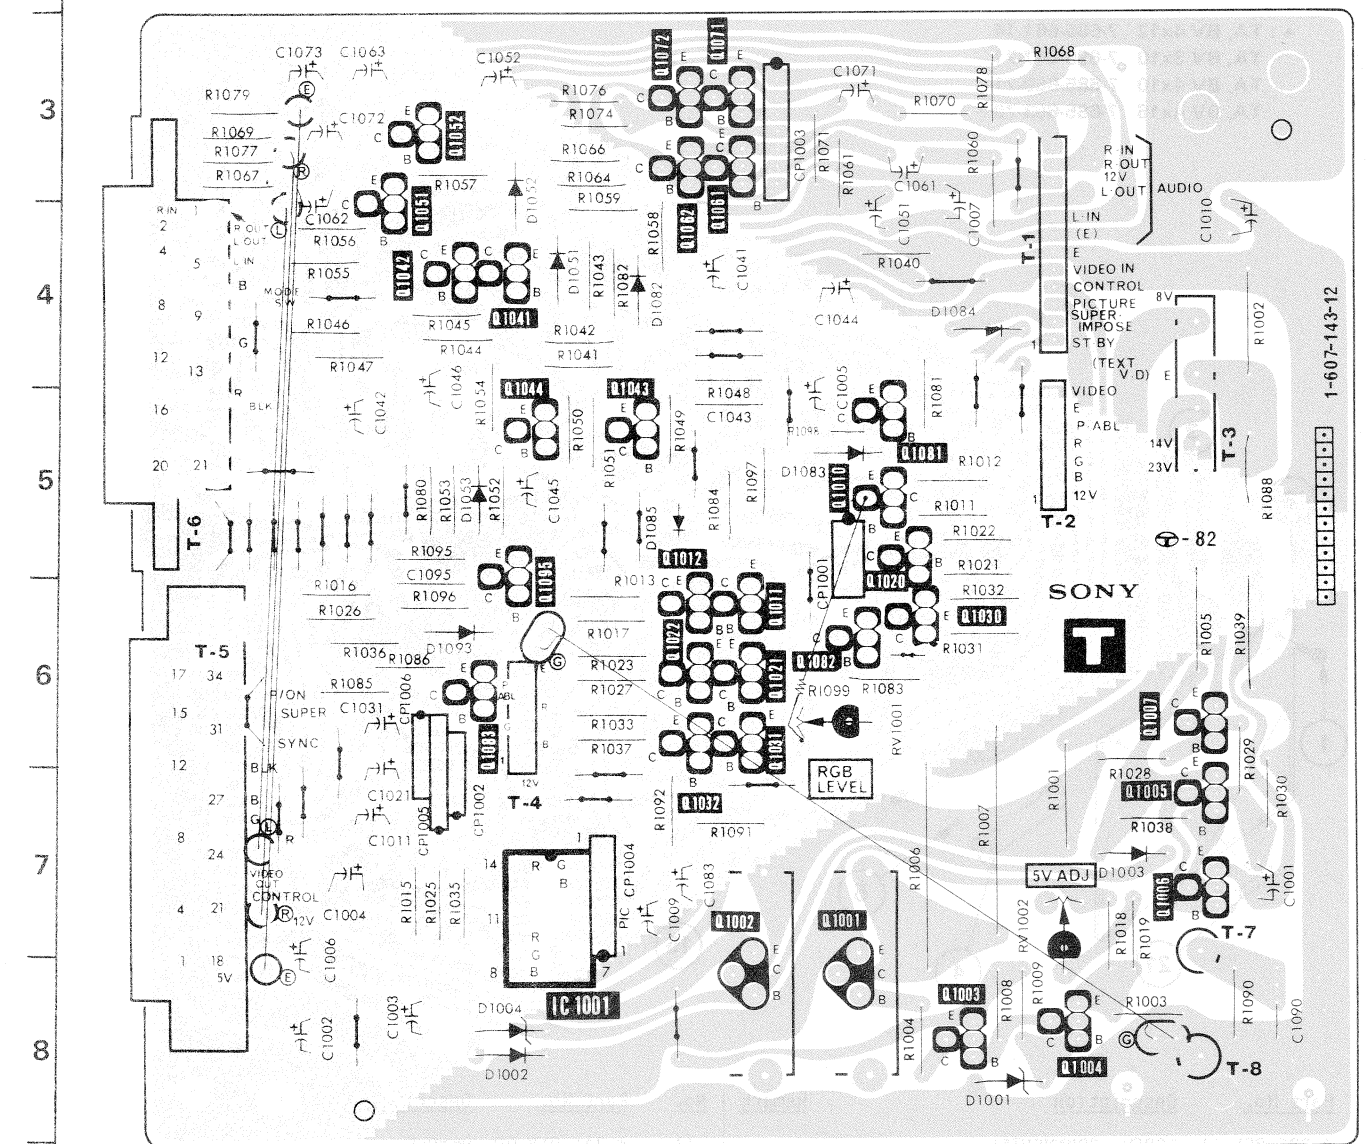 3
4
5
6
7
8
C1073
C1063
C1052
Q1072
Q1071
C1071
R1078
R1068
R1079
R1069
R1077
R1067
C1072
Q1052
R1076
R1074
R1066
R1064
R1059
R1070
CP1003
R1071
R1061
R1060
C1061
R IN
R OUT
12V
L OUT
AUDIO
R1057
D1052
C1062
Q1051
R1056
R1055
R1058
Q1062
Q1061
C1051
C1007
C1010
L-IN
(E)
E
VIDEO IN
CONTROL
PICTURE
SUPER-
IMPOSE
ST BY
(TEXT
V D)
T-1
R IN
R OUT
L OUT
L IN
MODE
SW
BLK
Q1042
Q1041
D1051
R1043
R1082
D1082
C1041
R1040
C1044
D1084
8V
R1002
1-607-143-12
R1046
R1047
R1045
R1044
R1042
R1041
C1042
C1046
R1054
Q1044
Q1043
R1050
R1049
R1048
C1043
C1005
R1098
R1081
VIDEO
E
P-ABL
R
G
B
12V
T-2
14V
23V
T-3
R1088
T-6
R1080
R1053
D1053
R1052
C1045
R1051
D1085
R1084
R1097
D1083
Q1010
Q1081
R1012
R1011
R1022
R1021
R1032
R1031
Q1020
Q1030
CP1001
T-82
SONY
T
R1095
C1095
R1096
Q1095
R1013
Q1012
Q1011
R1016
R1026
R1036
R1086
D1093
R1017
R1023
R1027
R1033
R1037
Q1022
Q1021
Q1031
Q1032
Q1082
R1099
R1083
RV1001
RGB
LEVEL
R1005
R1039
T-5
P/ON
SUPER
SYNC
BLK
R1085
C1031
CP1006
Q1083
C1021
C1011
CP1005
CP1002
12V
T-4
R1092
R1091
R1007
R1001
R1028
R1038
Q1007
Q1005
R1029
R1030
VIDEO
OUT
CONTROL
12V
5V
C1004
C1006
R1015
R1025
R1035
PIC
CP1004
IC 1001
C1009
C1083
Q1002
Q1001
R1006
5V ADJ
D1003
RV1002
R1018
R1019
Q1006
C1001
T-7
C1002
C1003
D1004
D1002
R1004
Q1003
R1008
R1009
Q1004
R1003
R1090
C1090
T-8
D1001